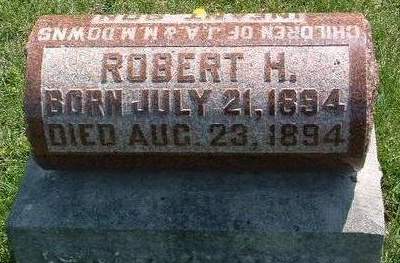 CHILDREN OF J.A. & M.M. DOWNS
ROBERT H.
BORN JULY 21, 1894
DIED AUG. 23, 1894